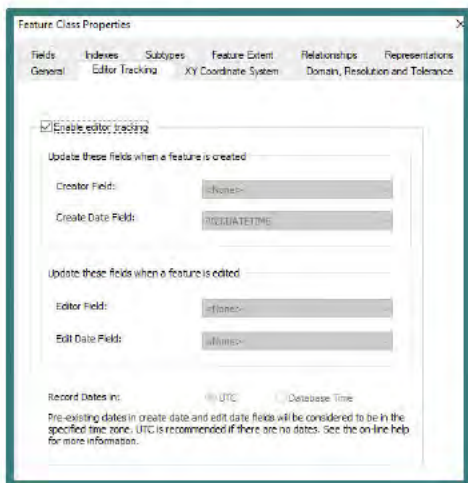 Feature Class Properties
Fields Indexes Subtypes Feature Extent Relationships Representations
General Editor Tracking XY Coordinate System Domain, Resolution and Tolerance
Enable editor tracking
Update these fields when a feature is created
Creator Field: <None>
Create Date Field:
Update these fields when a feature is edited
Editor Field: <None>
Edit Date Field: <None>
Record Dates in: UTC Database Time
Pre-existing dates in create date and edit date fields will be considered to be in the
specified time zone. UTC is recommended if there are no dates. See the on-line help
for more information.